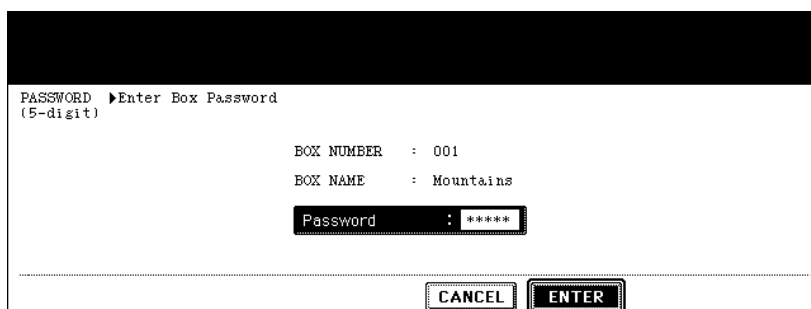 PASSWORD ▶Enter Box Password
(5-digit)
BOX NUMBER : 001
BOX NAME : Mountains
Password : *****
CANCEL ENTER